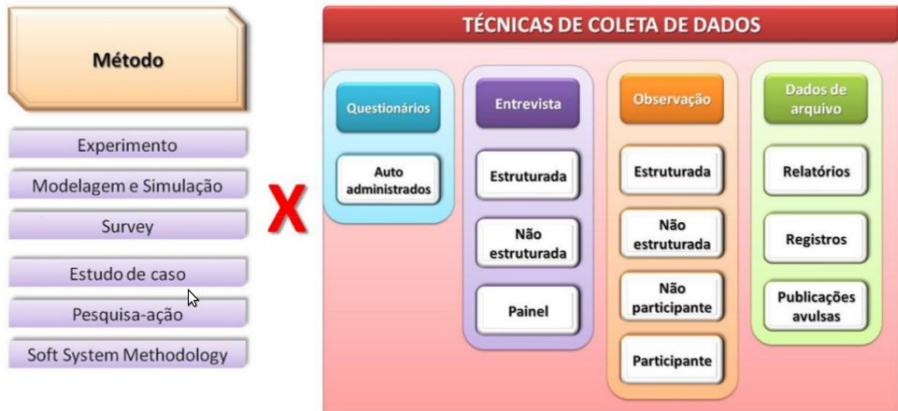 Método
Experimento
Modelagem e Simulação
Survey
Estudo de caso
Pesquisa-ação
Soft System Methodology
X
TÉCNICAS DE COLETA DE DADOS
Questionários
Auto
administrados
Entrevista
Estruturada
Não
estruturada
Painel
Observação
Estruturada
Não
estruturada
Não
participante
Participante
Dados de
arquivo
Relatórios
Registros
Publicações
avulsas